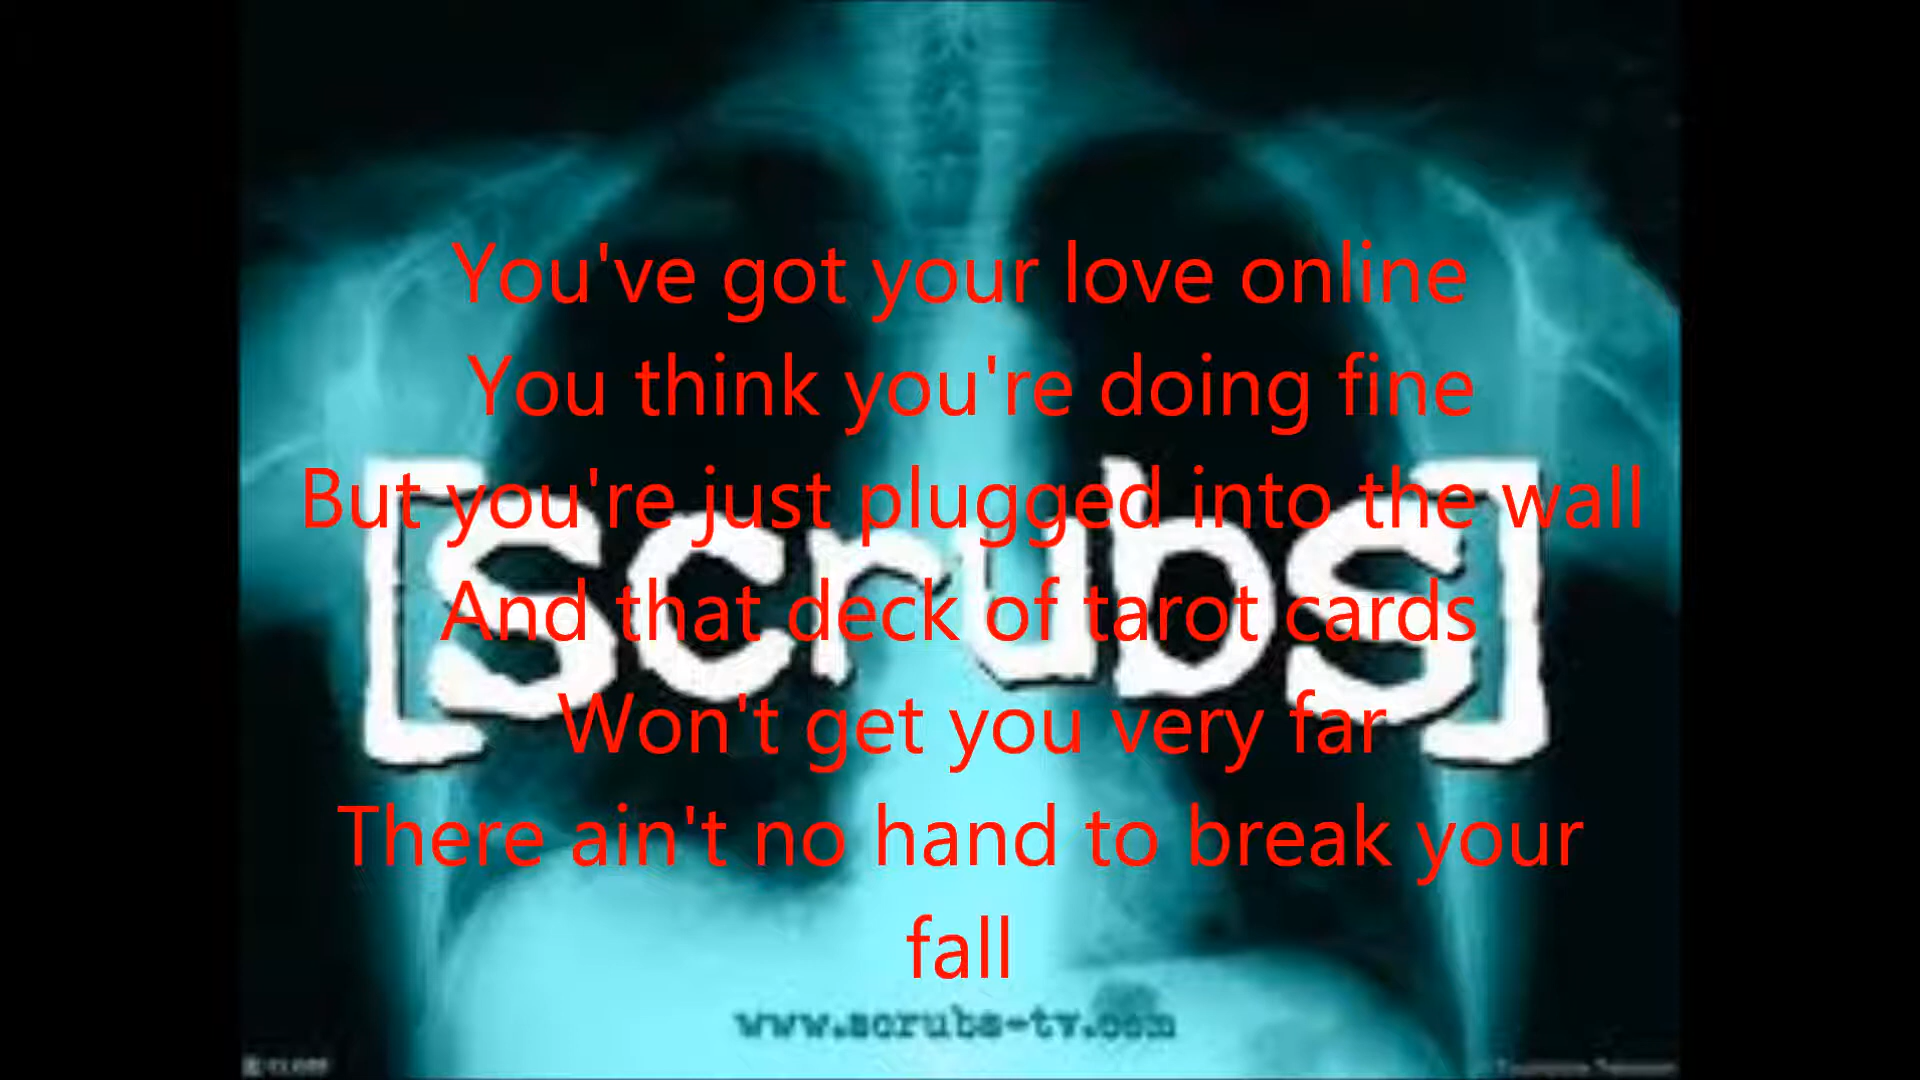 You've got your love online
You think you're doing fine
But you're just plugged into the wall
[scrubs]
And that deck of tarot cards
Won't get you very far
There ain't no hand to break your
fall
www.scrubs-tv.com